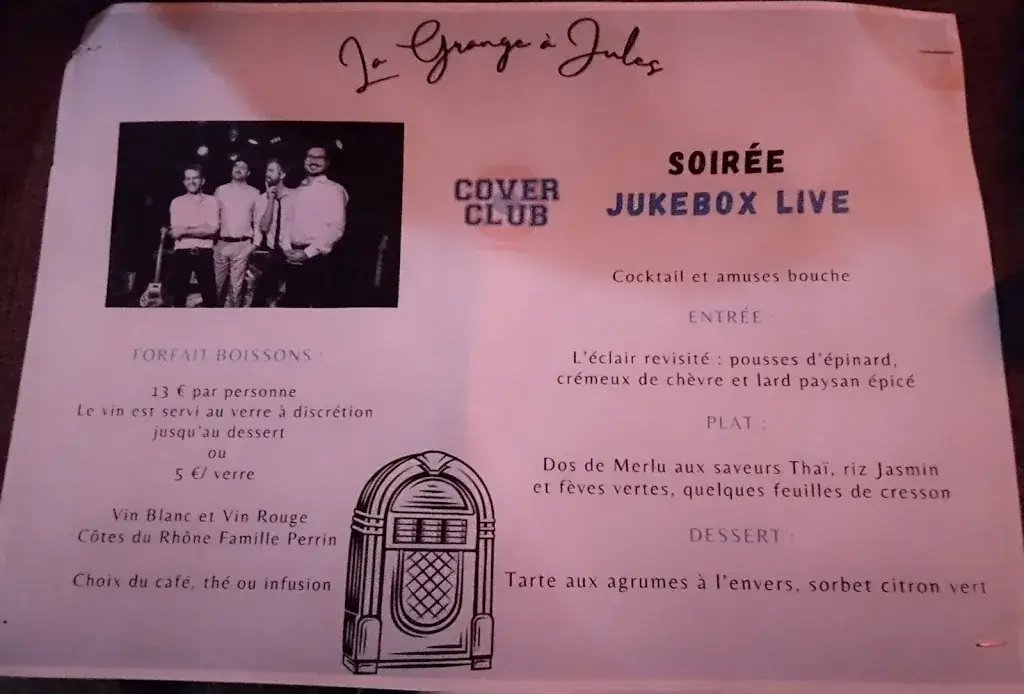 La Grange à Jules
COVER
CLUB
SOIRÉE
JUKEBOX LIVE
FORFAIT BOISSONS :
13 € par personne
Le vin est servi au verre à discrétion
jusqu'au dessert
ou
5 €/ verre
Vin Blanc et Vin Rouge
Côtes du Rhône Famille Perrin
Choix du café, thé ou infusion
Cocktail et amuses bouche
ENTRÉE
L'éclair revisité : pousses d'épinard,
crémeux de chèvre et lard paysan épicé
PLAT :
Dos de Merlu aux saveurs Thaï, riz Jasmin
et fèves vertes, quelques feuilles de cresson
DESSERT :
Tarte aux agrumes à l'envers, sorbet citron vert